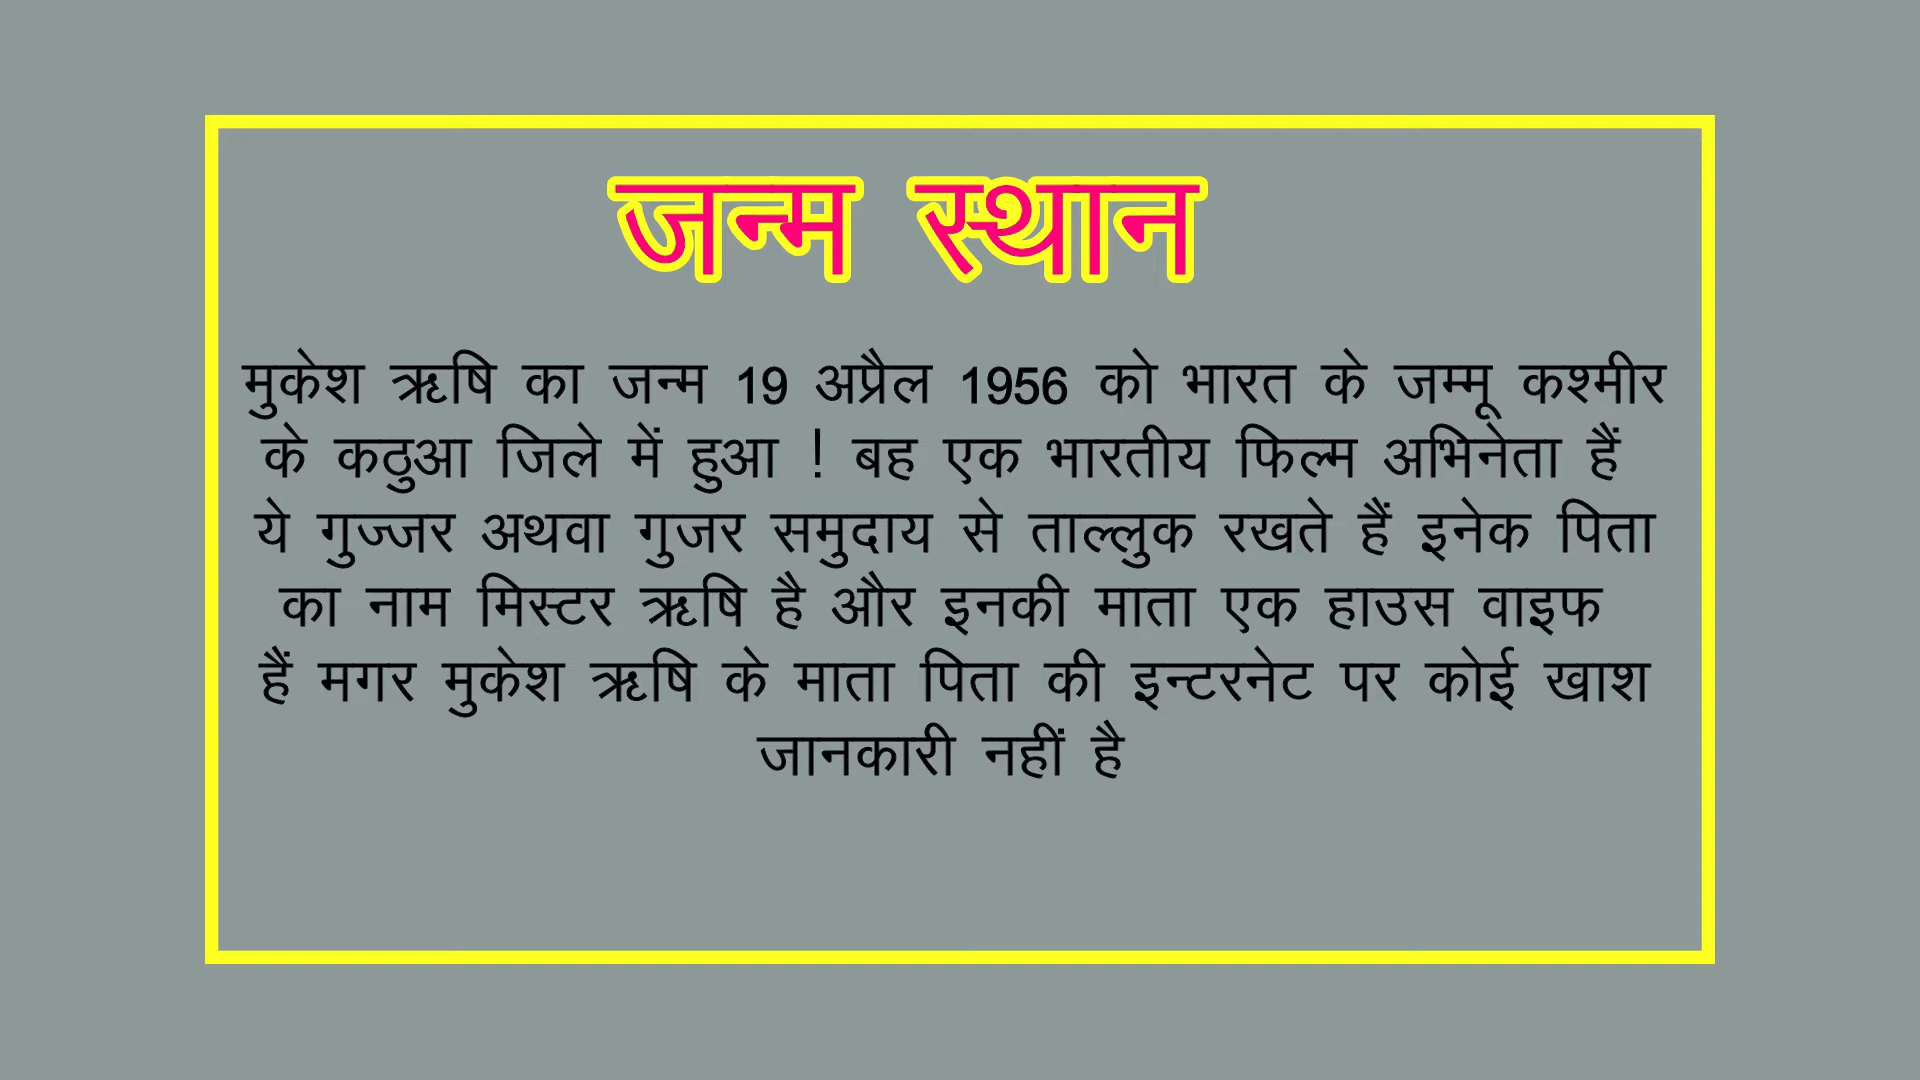 जन्म स्थान
मुकेश ऋषि का जन्म 19 अप्रैल 1956 को भारत के जम्मू कश्मीर
के कठुआ जिले में हुआ ! बह एक भारतीय फिल्म अभिनेता हैं
ये गुज्जर अथवा गुजर समुदाय से ताल्लुक रखते हैं इनेक पिता
का नाम मिस्टर ऋषि है और इनकी माता एक हाउस वाइफ
हैं मगर मुकेश ऋषि के माता पिता की इन्टरनेट पर कोई खाश
जानकारी नहीं है